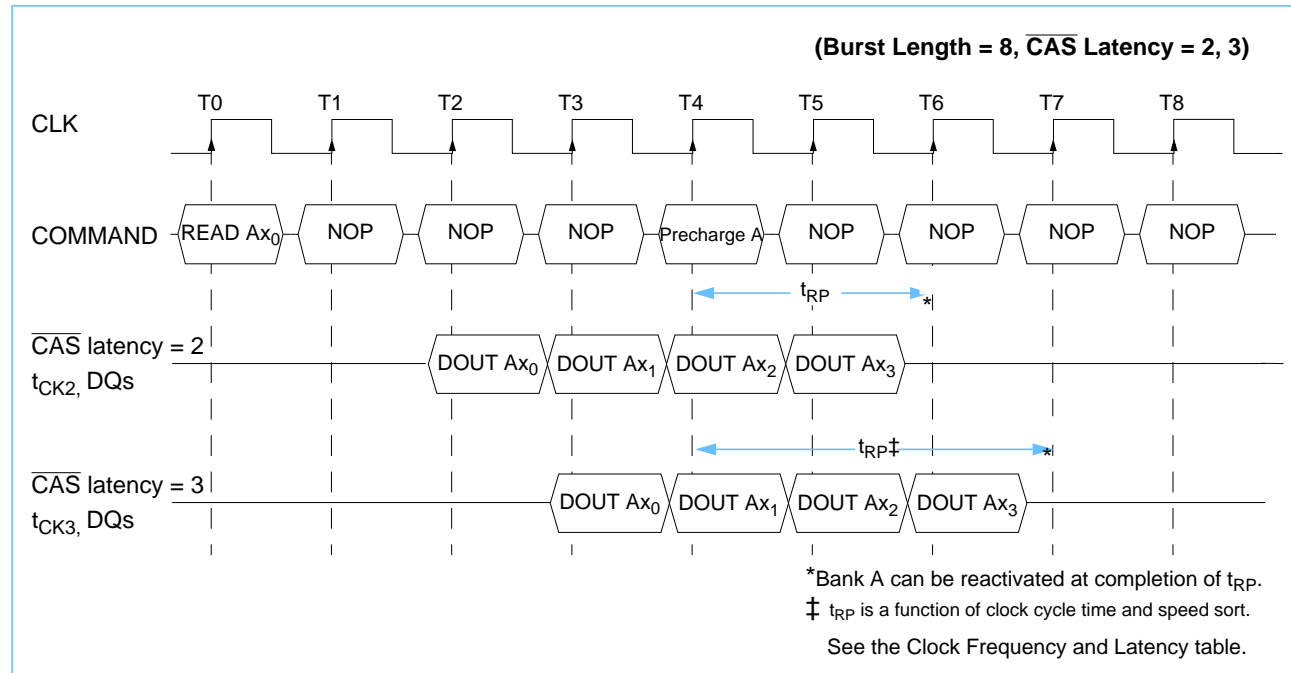 (Burst Length = 8, C̅A̅S̅ Latency = 2, 3)
T0 T1 T2 T3 T4 T5 T6 T7 T8
CLK
COMMAND READ Ax₀ NOP NOP NOP Precharge A NOP NOP NOP NOP
tRP
*
C̅A̅S̅ latency = 2
tCK2, DQs
DOUT Ax₀ DOUT Ax₁ DOUT Ax₂ DOUT Ax₃
tRP‡
*
C̅A̅S̅ latency = 3
tCK3, DQs
DOUT Ax₀ DOUT Ax₁ DOUT Ax₂ DOUT Ax₃
*Bank A can be reactivated at completion of tRP.
‡ tRP is a function of clock cycle time and speed sort.
See the Clock Frequency and Latency table.